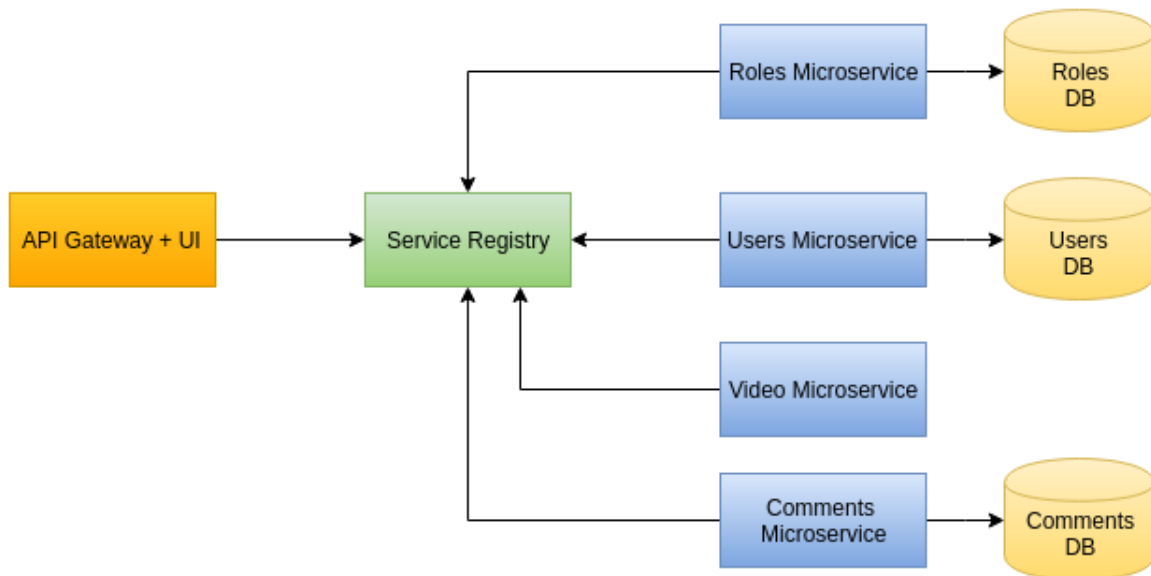 Roles Microservice
Roles
DB
API Gateway + UI
Service Registry
Users Microservice
Users
DB
Video Microservice
Comments
Microservice
Comments
DB